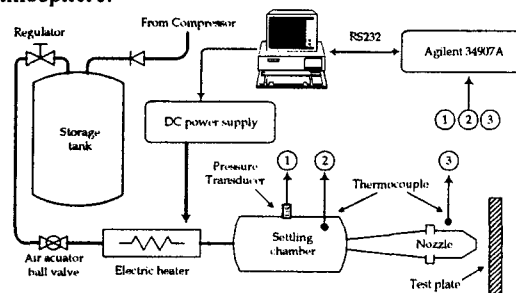 Regulator
From Compressor
RS232
Agilent 34907A
1 2 3
DC power supply
Storage
tank
Pressure
Transducer
1
2
3
Thermocouple
Settling
chamber
Nozzle
Air acuator
ball valve
Electric heater
Test plate